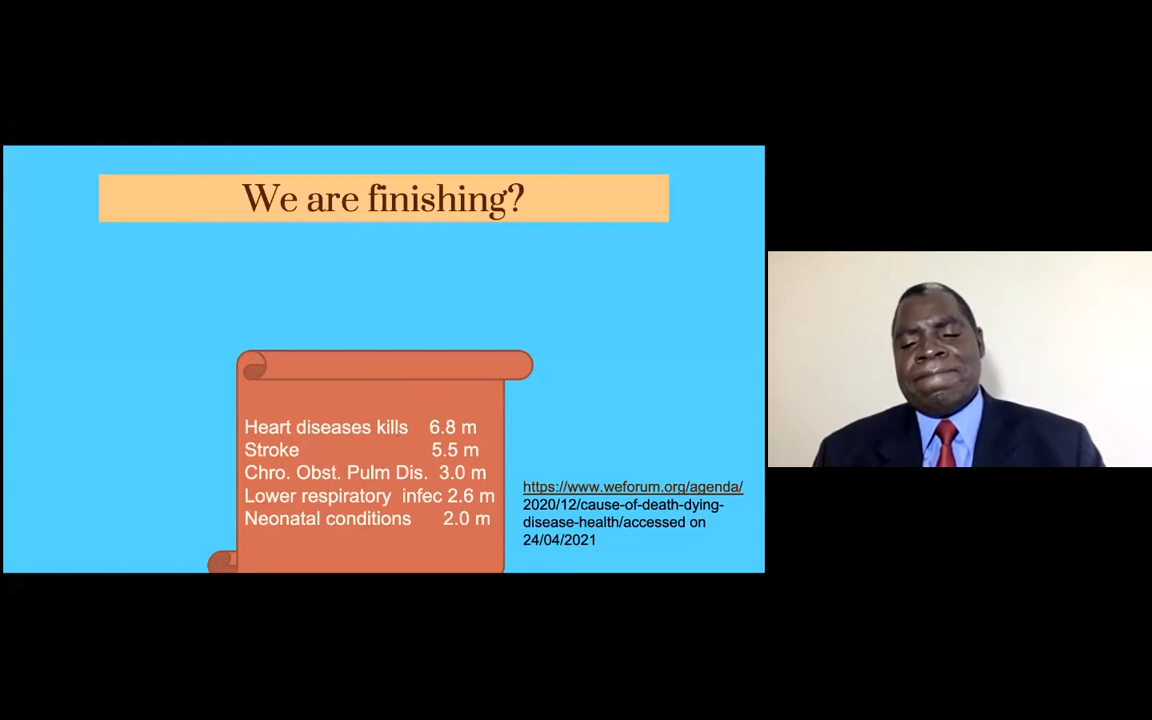 We are finishing?
Heart diseases kills 6.8 m
Stroke 5.5 m
Chro. Obst. Pulm Dis. 3.0 m
Lower respiratory infec 2.6 m
Neonatal conditions 2.0 m
https://www.weforum.org/agenda/
2020/12/cause-of-death-dying-
disease-health/accessed on
24/04/2021